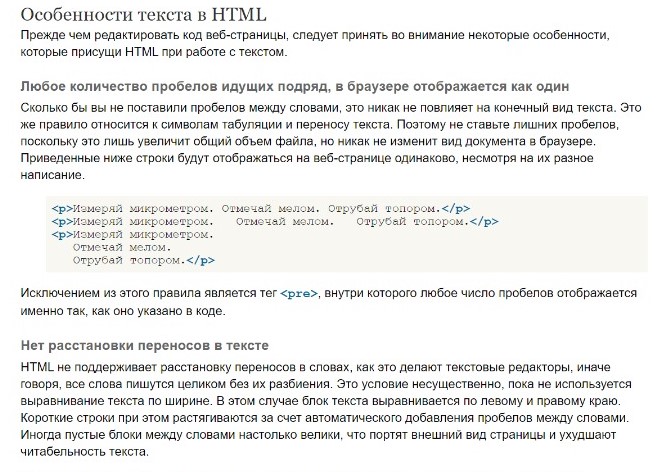 Особенности текста в HTML
Прежде чем редактировать код веб-страницы, следует принять во внимание некоторые особенности,
которые присущи HTML при работе с текстом.
Любое количество пробелов идущих подряд, в браузере отображается как один
Сколько бы вы не поставили пробелов между словами, это никак не повлияет на конечный вид текста. Это
же правило относится к символам табуляции и переносу текста. Поэтому не ставьте лишних пробелов,
поскольку это лишь увеличит общий объем файла, но никак не изменит вид документа в браузере.
Приведенные ниже строки будут отображаться на веб-странице одинаково, несмотря на их разное
написание.
<p>Измеряй микрометром. Отмечай мелом. Отрубай топором.</p>
<p>Измеряй микрометром.   Отмечай мелом.   Отрубай топором.</p>
<p>Измеряй микрометром.
   Отмечай мелом.
   Отрубай топором.</p>
Исключением из этого правила является тег <pre>, внутри которого любое число пробелов отображается
именно так, как оно указано в коде.
Нет расстановки переносов в тексте
HTML не поддерживает расстановку переносов в словах, как это делают текстовые редакторы, иначе
говоря, все слова пишутся целиком без их разбиения. Это условие несущественно, пока не используется
выравнивание текста по ширине. В этом случае блок текста выравнивается по левому и правому краю.
Короткие строки при этом растягиваются за счет автоматического добавления пробелов между словами.
Иногда пустые блоки между словами настолько велики, что портят внешний вид страницы и ухудшают
читабельность текста.